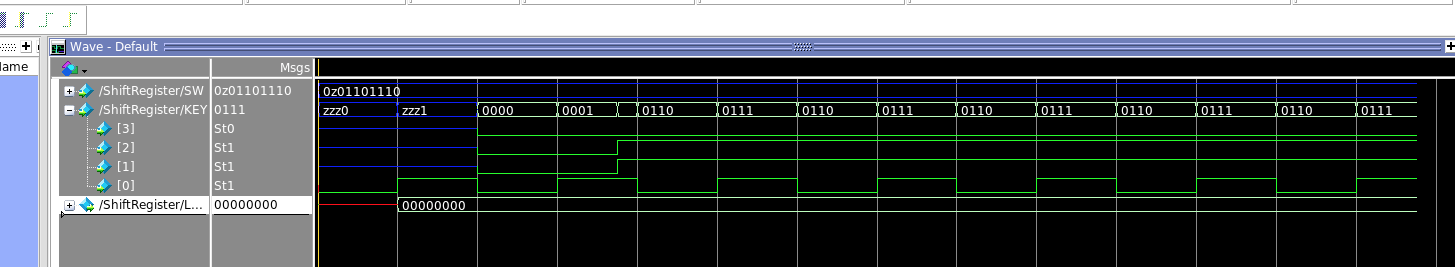 Wave - Default
lame
Msgs
/ShiftRegister/SW 0z01101110 0z01101110
/ShiftRegister/KEY 0111 zzz0 zzz1 0000 0001 0110 0111 0110 0111 0110 0111 0110 0111 0110 0111
[3] St0
[2] St1
[1] St1
[0] St1
/ShiftRegister/L... 00000000 00000000